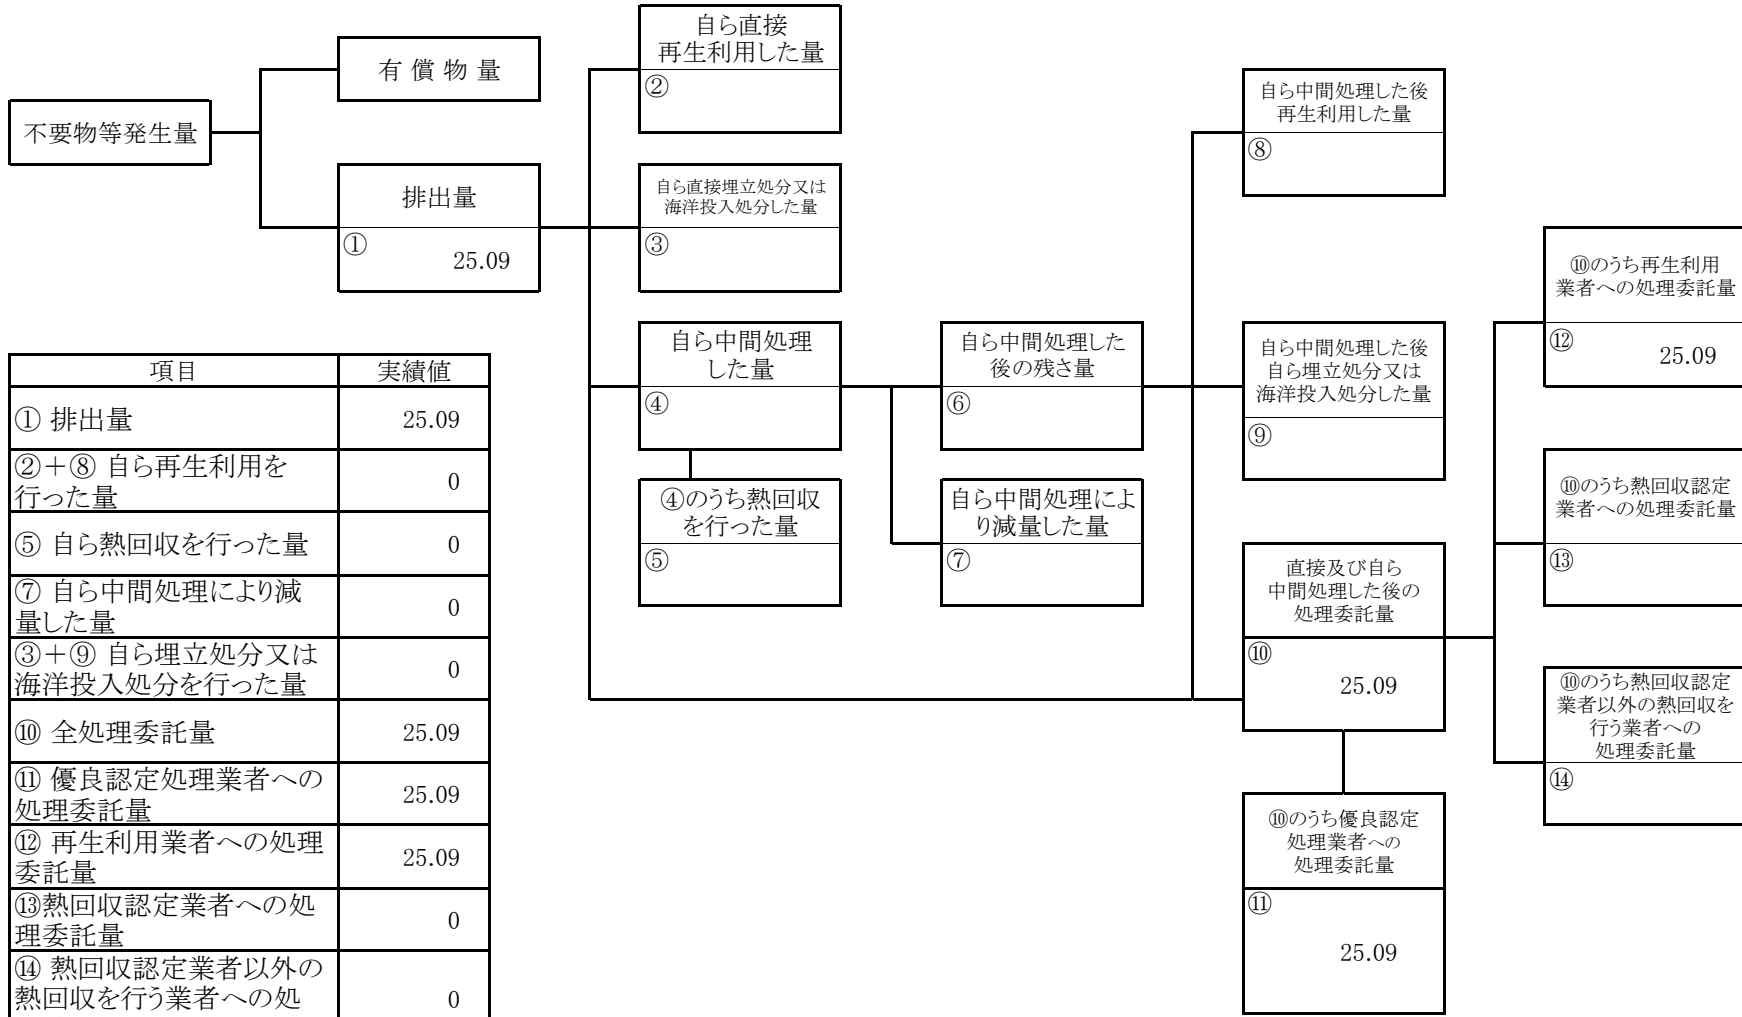 不要物等発生量
有 償 物 量
排出量
①
25.09
自ら直接
再生利用した量
②
自ら直接埋立処分又は
海洋投入処分した量
③
自ら中間処理
した量
④
④のうち熱回収
を行った量
⑤
自ら中間処理した
後の残さ量
⑥
自ら中間処理によ
り減量した量
⑦
自ら中間処理した後
再生利用した量
⑧
自ら中間処理した後
自ら埋立処分又は
海洋投入処分した量
⑨
直接及び自ら
中間処理した後の
処理委託量
⑩
25.09
⑩のうち優良認定
処理業者への
処理委託量
⑪
25.09
⑩のうち再生利用
業者への処理委託量
⑫
25.09
⑩のうち熱回収認定
業者への処理委託量
⑬
⑩のうち熱回収認定
業者以外の熱回収を
行う業者への
処理委託量
⑭
項目 実績値
① 排出量 25.09
②＋⑧ 自ら再生利用を
行った量 0
⑤ 自ら熱回収を行った量 0
⑦ 自ら中間処理により減
量した量 0
③＋⑨ 自ら埋立処分又は
海洋投入処分を行った量 0
⑩ 全処理委託量 25.09
⑪ 優良認定処理業者への
処理委託量 25.09
⑫ 再生利用業者への処理
委託量 25.09
⑬熱回収認定業者への処
理委託量 0
⑭ 熱回収認定業者以外の
熱回収を行う業者への処 0